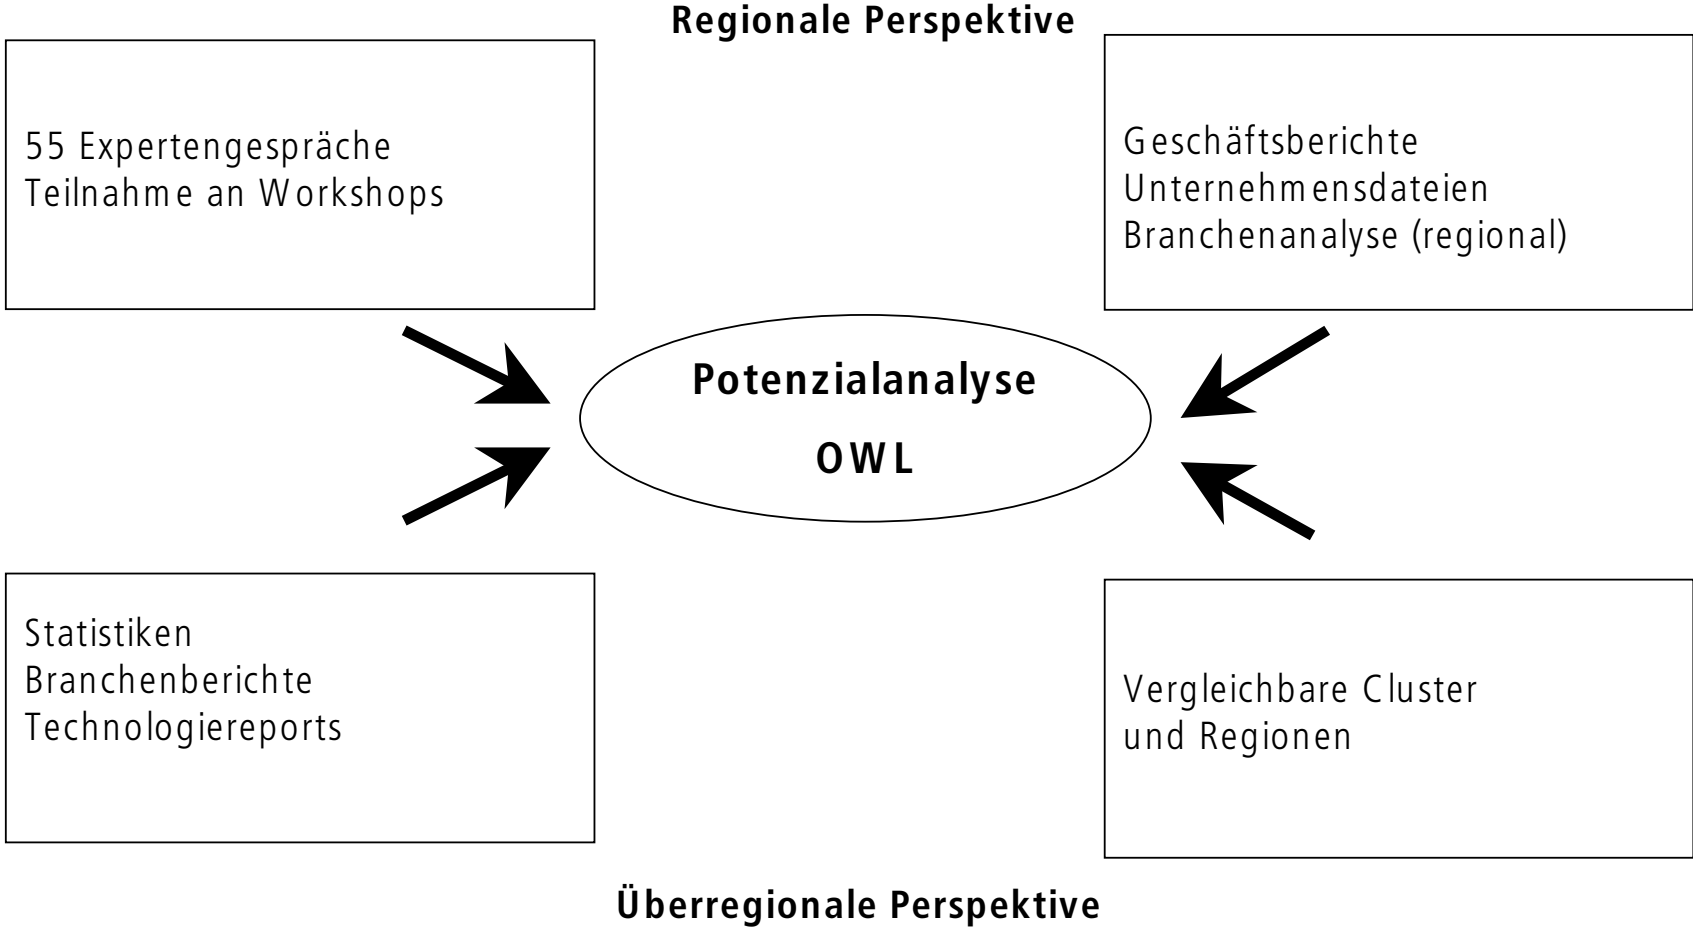 Regionale Perspektive
55 Expertengespräche
Teilnahme an Workshops
Geschäftsberichte
Unternehmensdateien
Branchenanalyse (regional)
Potenzialanalyse
OWL
Statistiken
Branchenberichte
Technologiereports
Vergleichbare Cluster
und Regionen
Überregionale Perspektive